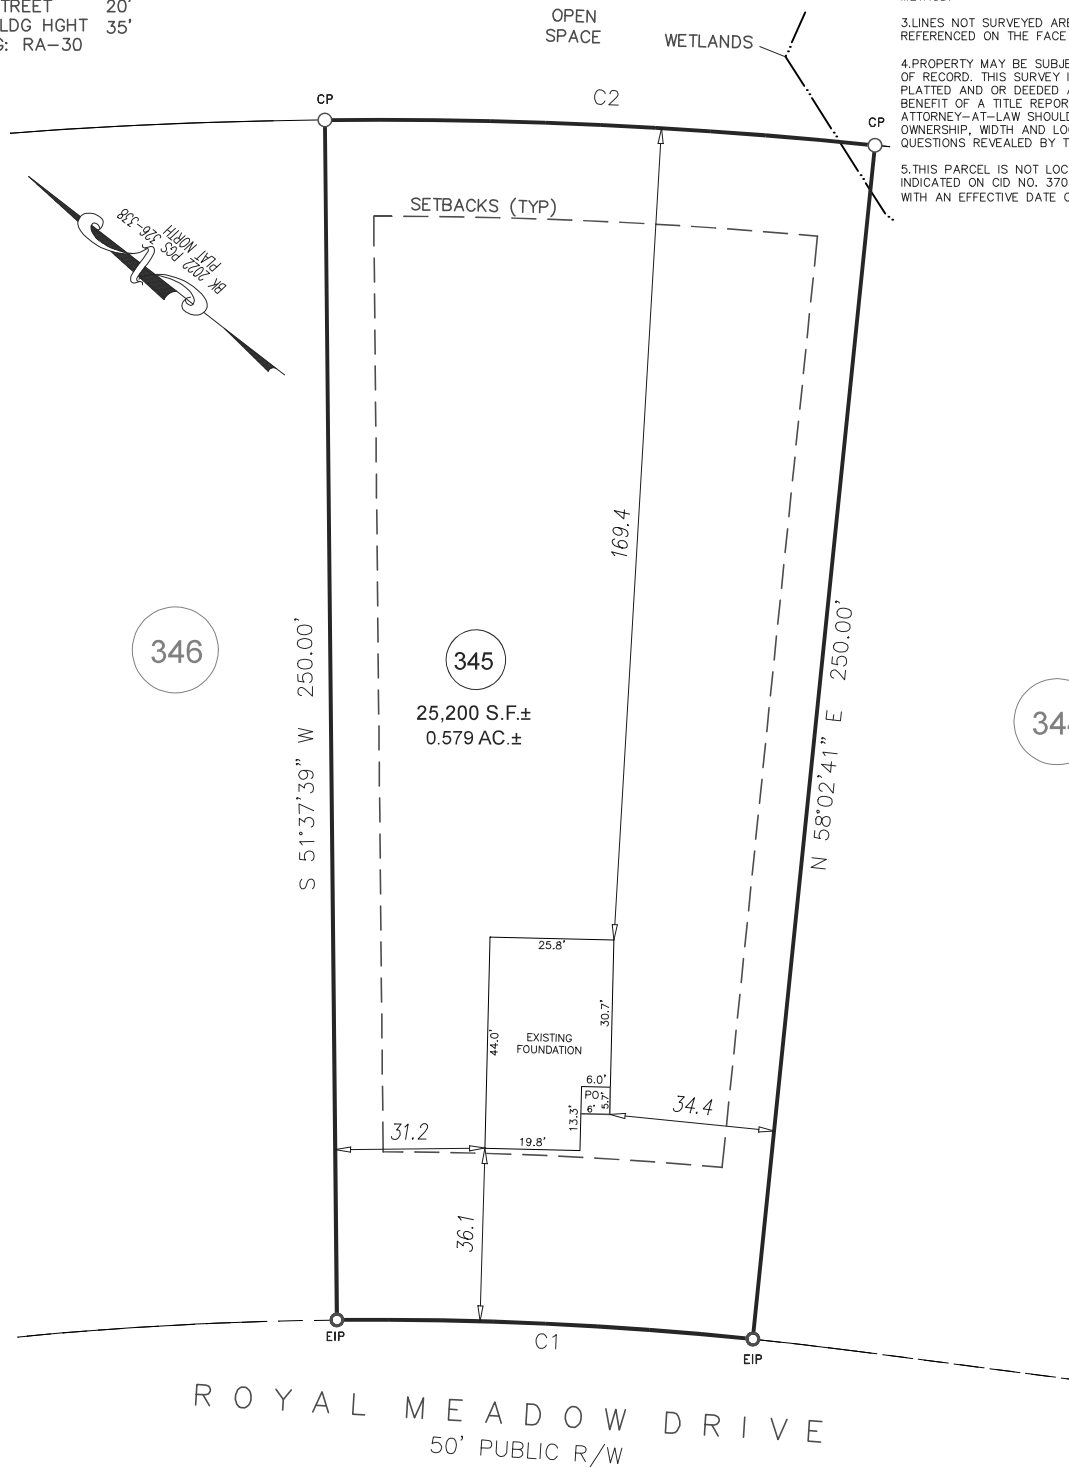 TREET 20'
LDG HGHT 35'
G: RA-30
OPEN
SPACE
WETLANDS
3.LINES NOT SURVEYED ARE
REFERENCED ON THE FACE
4.PROPERTY MAY BE SUBJE
OF RECORD. THIS SURVEY I
PLATTED AND OR DEEDED
BENEFIT OF A TITLE REPOR
ATTORNEY-AT-LAW SHOULD
OWNERSHIP, WIDTH AND LO
QUESTIONS REVEALED BY T
5.THIS PARCEL IS NOT LOC
INDICATED ON CID NO. 370
WITH AN EFFECTIVE DATE
CP
C2
CP
SETBACKS (TYP)
BK 2022 PGS 326-338
PLAT NORTH
169.4
346
345
25,200 S.F.±
0.579 AC.±
344
S 51°37'39" W 250.00'
N 58°02'41" E 250.00'
25.8'
44.0'
30.7'
EXISTING
FOUNDATION
6.0'
PO
5.7'
6'
13.3'
19.8'
31.2
34.4
36.1
EIP
C1
EIP
ROYAL MEADOW DRIVE
50' PUBLIC R/W